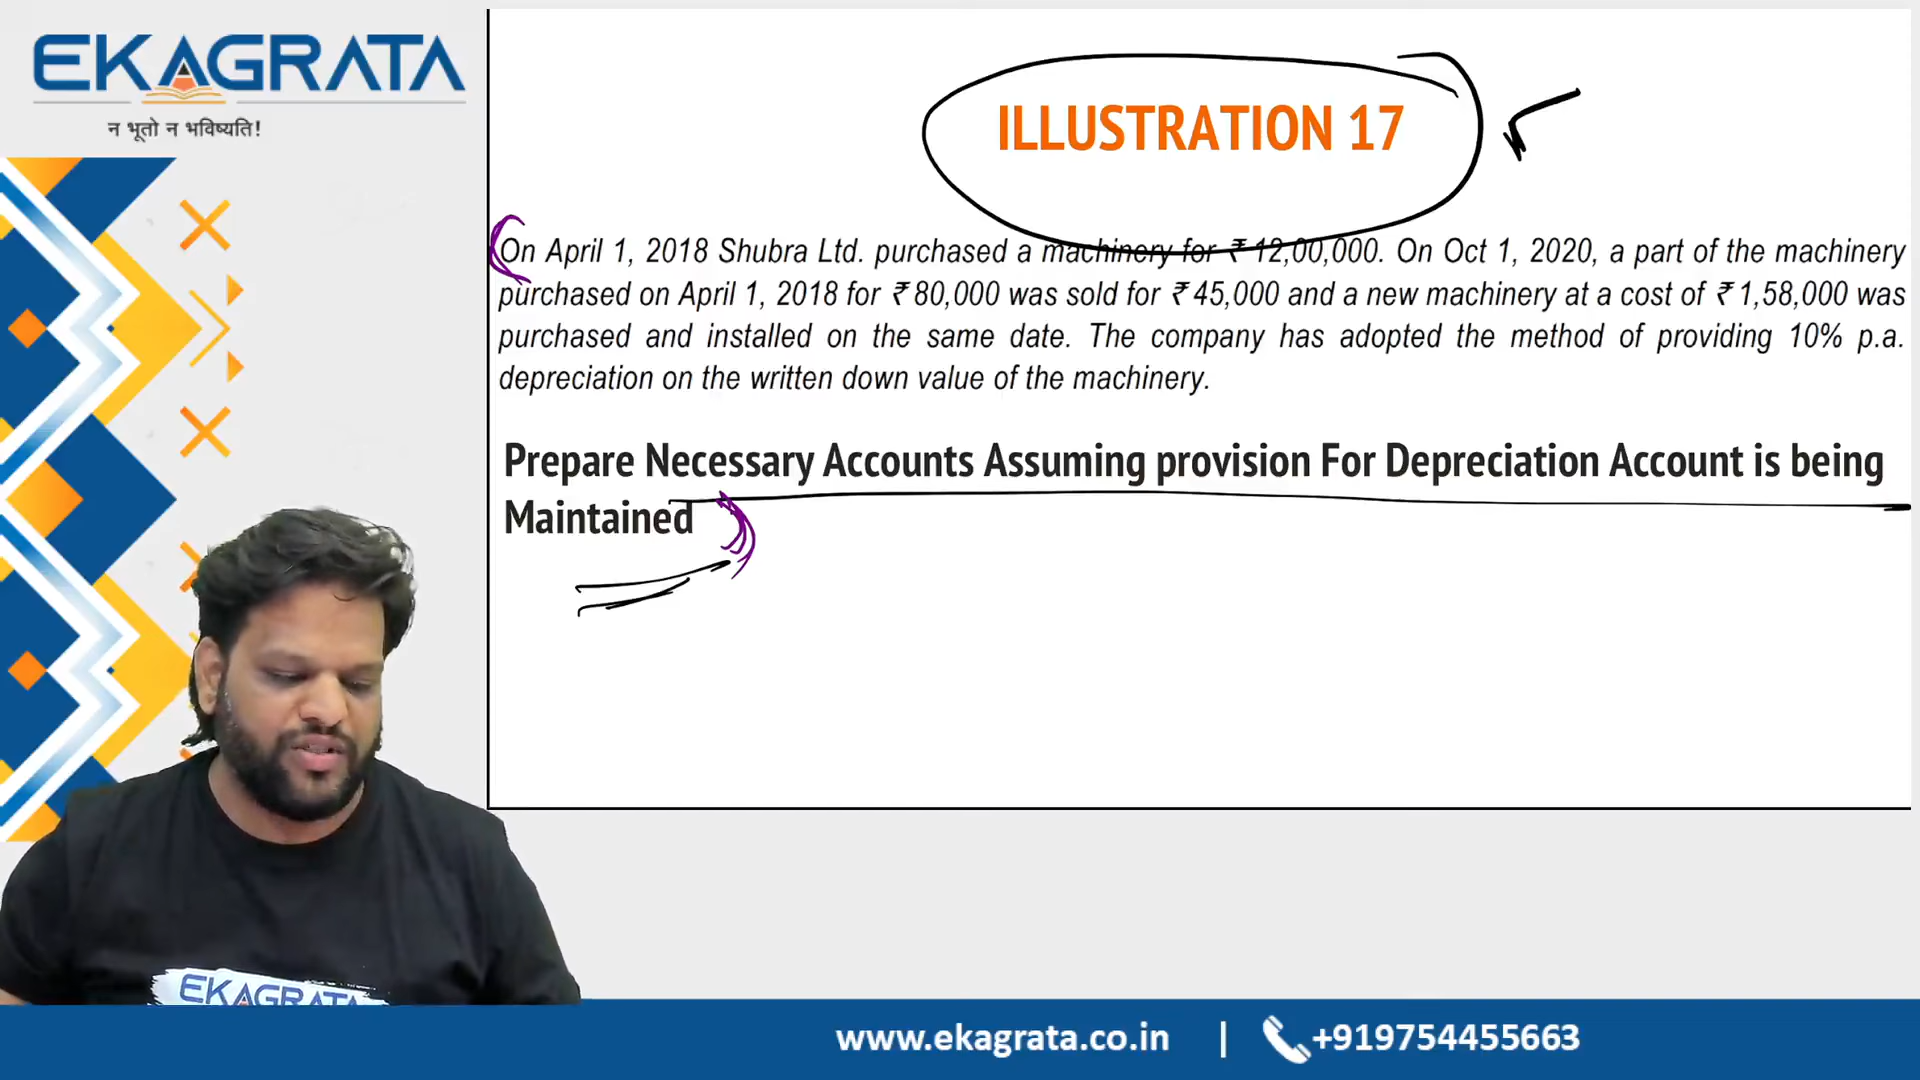 EKAGRATA
न भूतो न भविष्यति!
ILLUSTRATION 17
On April 1, 2018 Shubra Ltd. purchased a machinery for ₹ 12,00,000. On Oct 1, 2020, a part of the machinery
purchased on April 1, 2018 for ₹ 80,000 was sold for ₹ 45,000 and a new machinery at a cost of ₹ 1,58,000 was
purchased and installed on the same date. The company has adopted the method of providing 10% p.a.
depreciation on the written down value of the machinery.
Prepare Necessary Accounts Assuming provision For Depreciation Account is being
Maintained
EKAGRATA
www.ekagrata.co.in | +919754455663